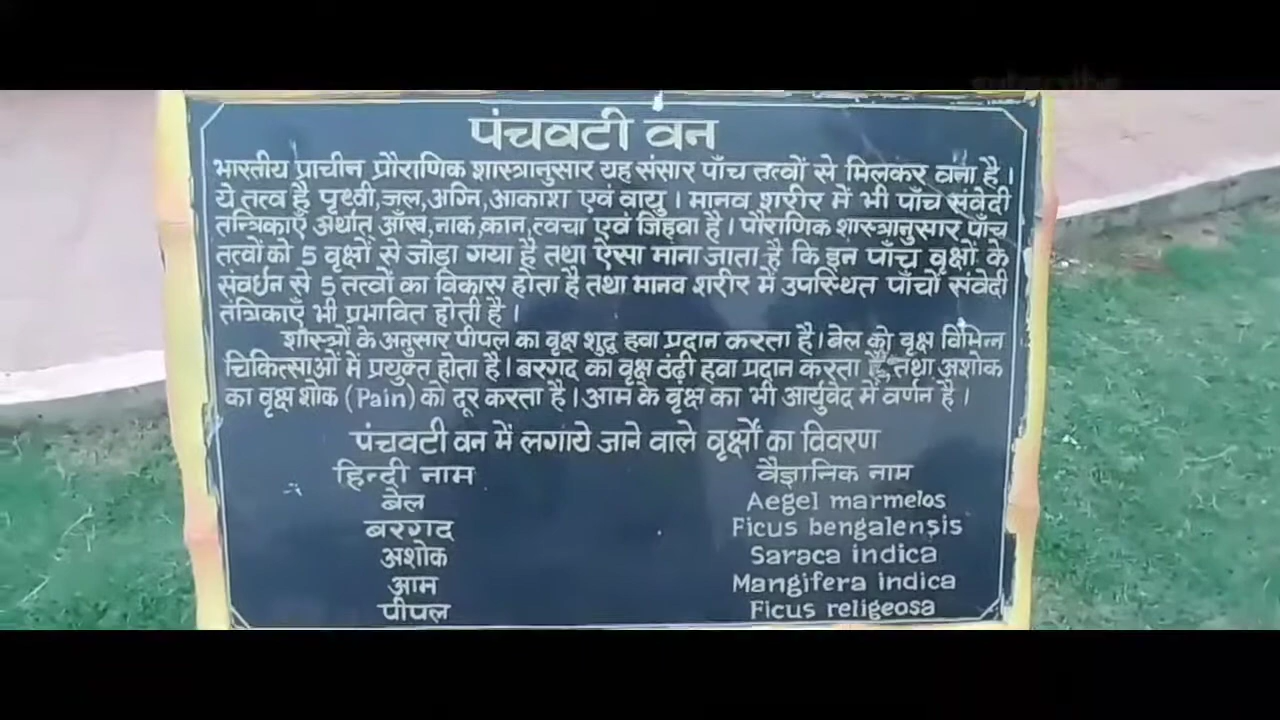 पंचवटी वन
भारतीय प्राचीन प्रौराणिक शास्त्रानुसार यह संसार पाँच तत्वों से मिलकर वना है।
ये तत्व है पृथ्वी, जल, अग्नि, आकाश एवं वायु । मानव शरीर में भी पाँच संवेदी
तन्त्रिकाएँ अर्थात् आँख, नाक, कान, त्वचा एवं जिहवा है। पौराणिक शास्त्रानुसार पाँच
तत्वों को 5 वृक्षों से जोड़ा गया है तथा ऐसा माना जाता है कि इन पाँच वृक्षों के
संवर्धन से 5 तत्वों का विकास होता है तथा मानव शरीर में उपस्थित पाँचों संवेदी
तंत्रिकाएँ भी प्रभावित होती है ।
शास्त्रों के अनुसार पीपल का वृक्ष शुद्ध हवा प्रदान करता है। बेल को वृक्ष विभिन्न
चिकित्साओं में प्रयुक्त होता है। बरगद का वृक्ष ठंढ़ी हवा प्रदान करता है, तथा अशोक
का वृक्ष शोक (Pain) को दूर करता है। आम के वृक्ष का भी आर्युवेद में वर्णन है ।
पंचवटी वन में लगाये जाने वाले वृक्षों का विवरण
हिन्दी नाम वैज्ञानिक नाम
बेल Aegel marmelos
बरगद Ficus bengalensis
अशोक Saraca indica
आम Mangifera indica
पीपल Ficus religeosa